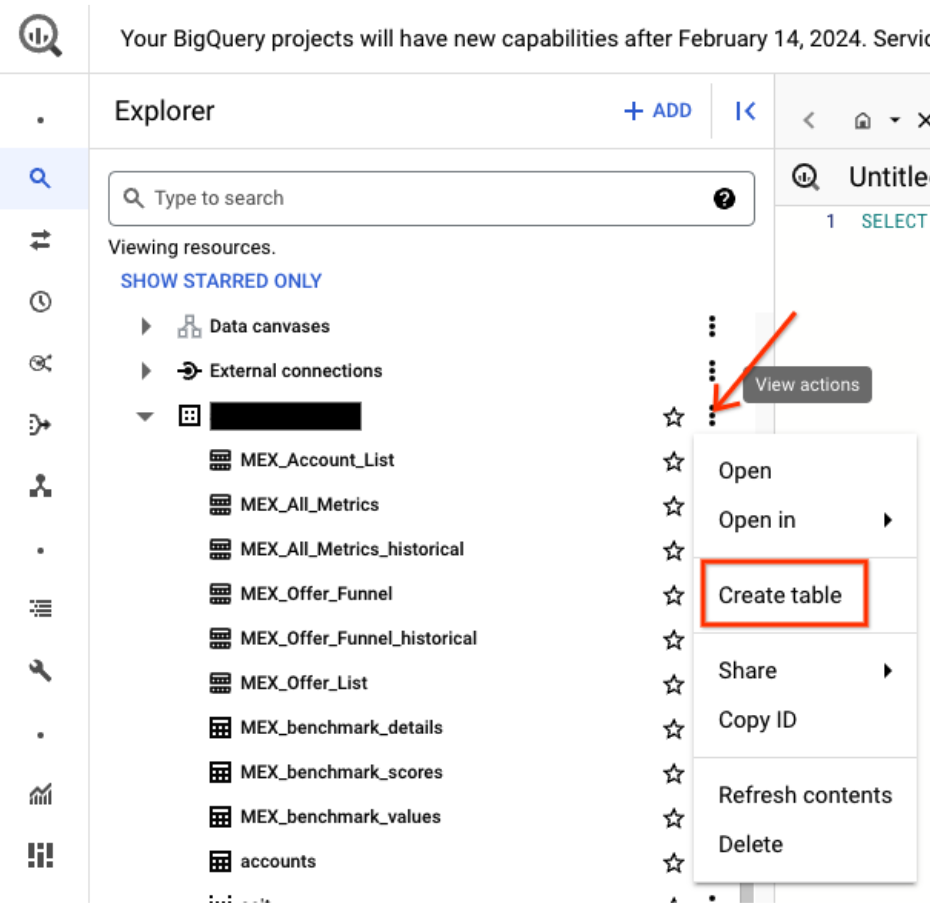 Your BigQuery projects will have new capabilities after February 14, 2024.
Explorer
+ ADD
Type to search
Viewing resources.
SHOW STARRED ONLY
Data canvases
External connections
View actions
MEX_Account_List
MEX_All_Metrics
MEX_All_Metrics_historical
MEX_Offer_Funnel
MEX_Offer_Funnel_historical
MEX_Offer_List
MEX_benchmark_details
MEX_benchmark_scores
MEX_benchmark_values
accounts
Open
Open in
Create table
Share
Copy ID
Refresh contents
Delete
1 SELECT